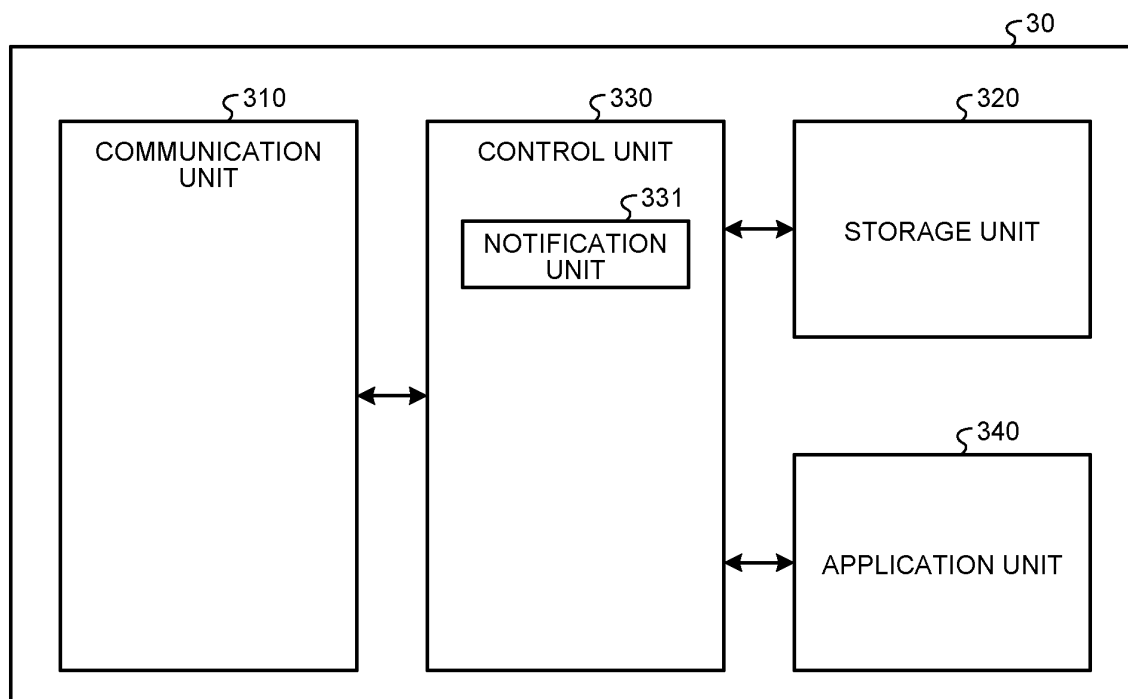 30
310
COMMUNICATION
UNIT
330
CONTROL UNIT
331
NOTIFICATION
UNIT
320
STORAGE UNIT
340
APPLICATION UNIT